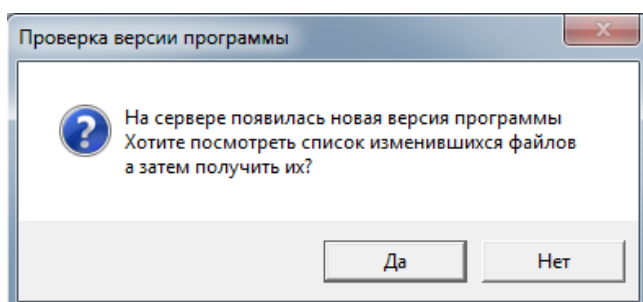 Проверка версии программы
На сервере появилась новая версия программы
Хотите посмотреть список изменившихся файлов
а затем получить их?
Да
Нет